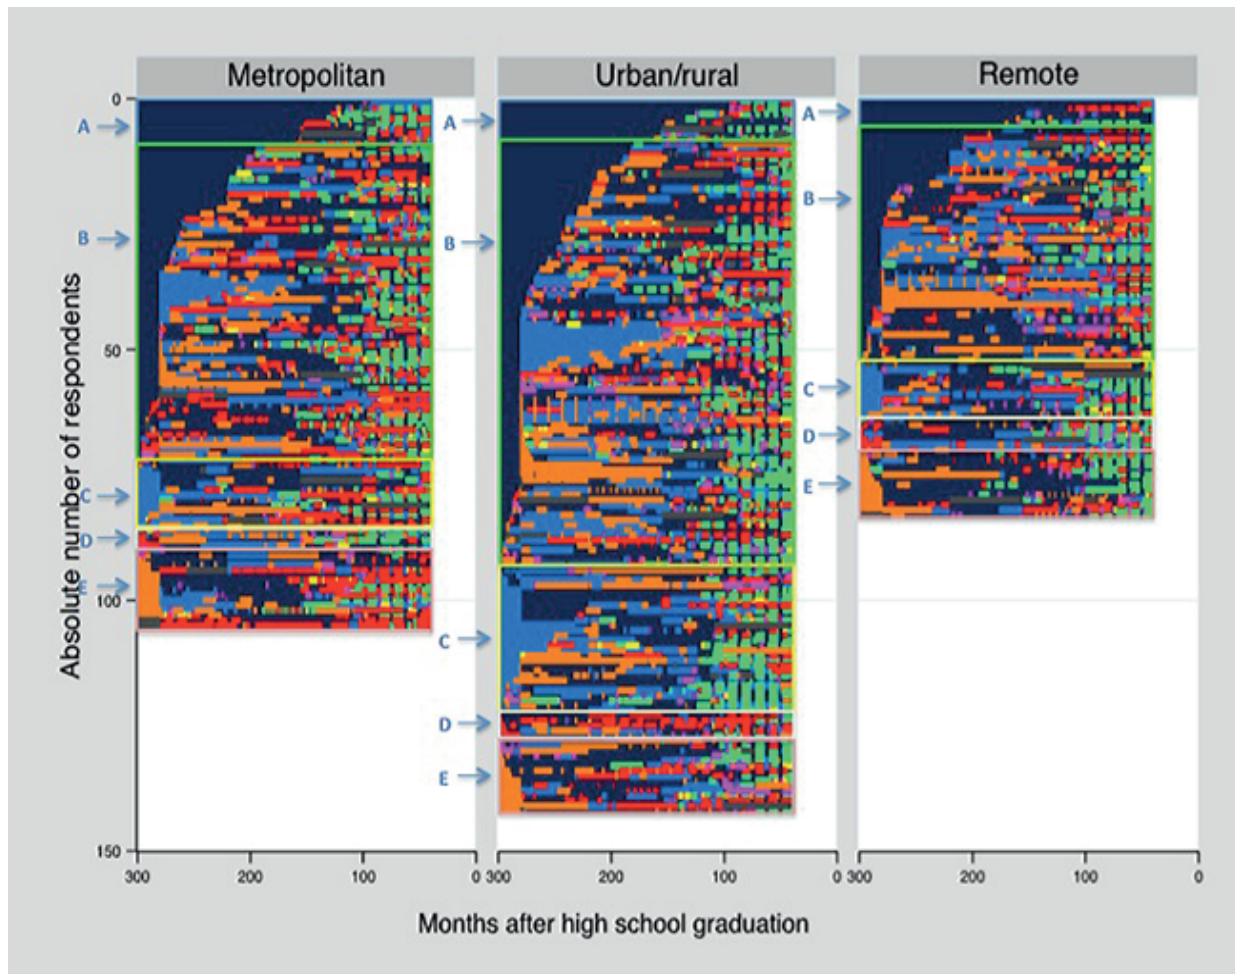 Metropolitan
Urban/rural
Remote
Absolute number of respondents
0
50
100
150
A
B
C
D
E
A
B
C
D
E
A
B
C
D
E
300 200 100 0
300 200 100 0
300 200 100 0
Months after high school graduation